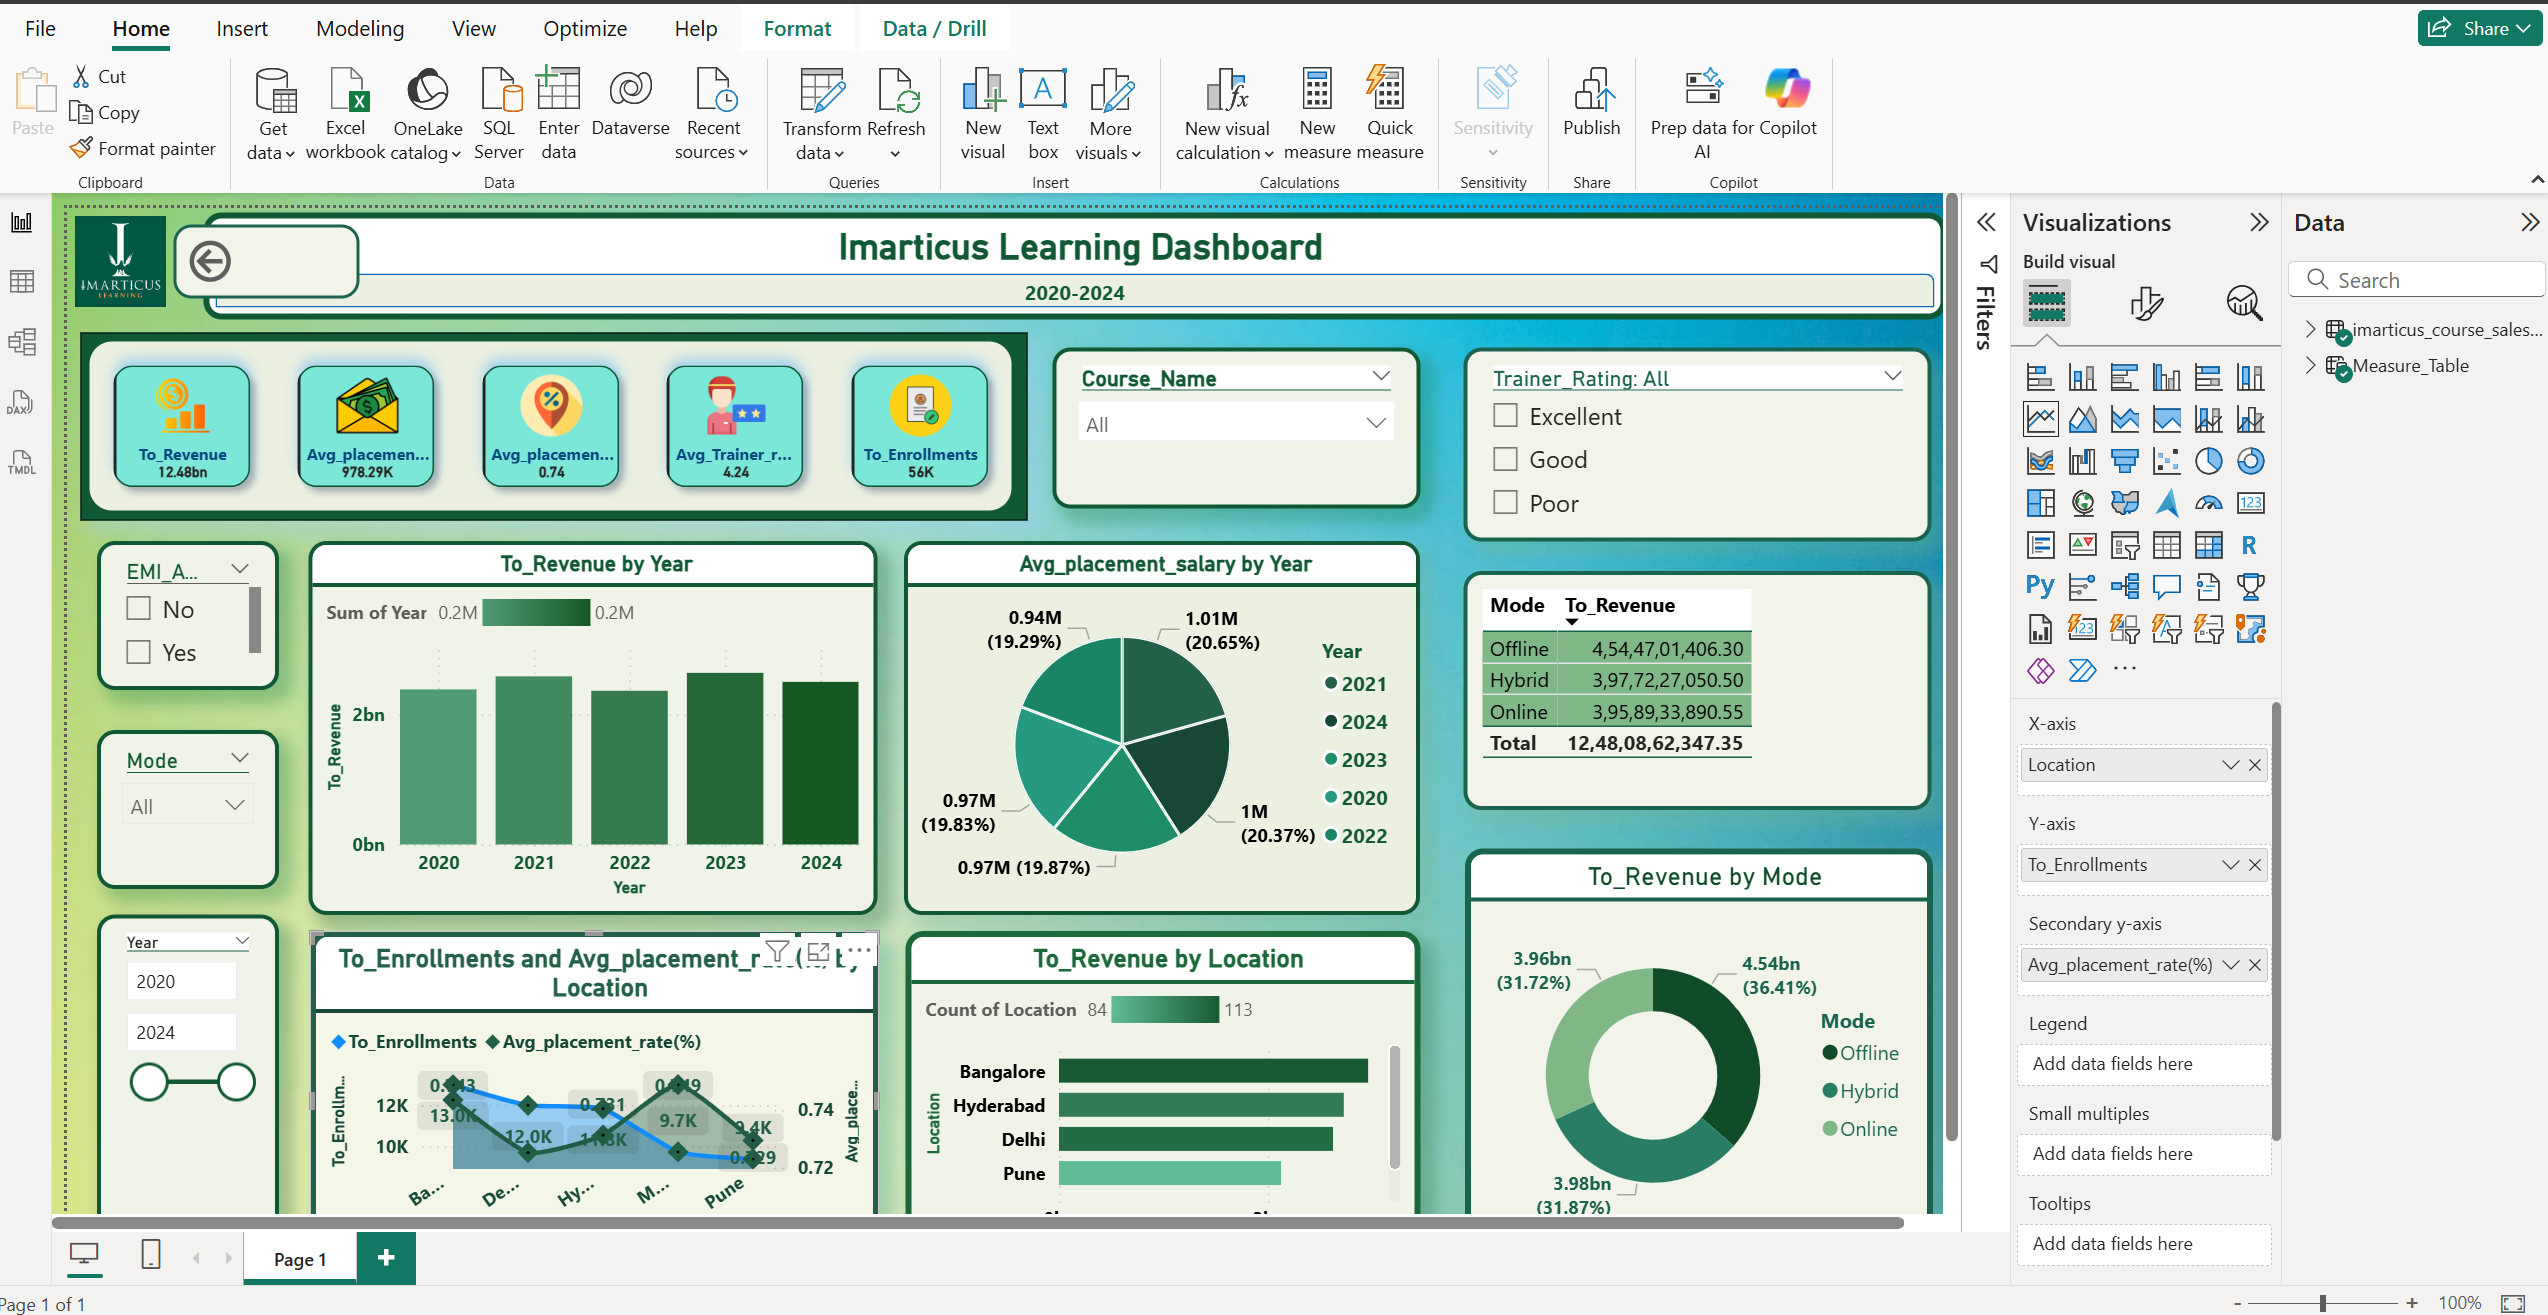 File Home Insert Modeling View Optimize Help Format Data / Drill Share
Paste
Cut
Copy
Format painter
Clipboard
Get data
Excel workbook
OneLake catalog
SQL Server
Enter data
Dataverse
Recent sources
Data
Transform data
Refresh
Queries
New visual
Text box
More visuals
Insert
New visual calculation
New measure
Quick measure
Calculations
Sensitivity
Sensitivity
Publish
Share
Prep data for AI
Copilot
Copilot
DAX
TMDL
IMARTICUS
LEARNING
Imarticus Learning Dashboard
2020-2024
To_Revenue
12.48bn
Avg_placemen...
978.29K
Avg_placemen...
0.74
Avg_Trainer_r...
4.24
To_Enrollments
56K
Course_Name
All
Trainer_Rating: All
Excellent
Good
Poor
EMI_A...
No
Yes
Mode
All
Year
2020
2024
To_Revenue by Year
Sum of Year 0.2M 0.2M
To_Revenue
2bn
0bn
2020 2021 2022 2023 2024
Year
Avg_placement_salary by Year
0.94M
(19.29%)
1.01M
(20.65%)
0.97M
(19.83%)
1M
(20.37%)
0.97M (19.87%)
Year
2021
2024
2023
2020
2022
Mode To_Revenue
Offline 4,54,47,01,406.30
Hybrid 3,97,72,27,050.50
Online 3,95,89,33,890.55
Total 12,48,08,62,347.35
To_Enrollments and Avg_placement_r
Location
To_Enrollments Avg_placement_rate(%)
To_Enrollm...
12K
10K
13.0K
12.0K
0.731
9.7K
9.4K
0.74
0.72
Avg_place...
Ba... De... Hy... M... Pune
To_Revenue by Location
Count of Location 84 113
Location
Bangalore
Hyderabad
Delhi
Pune
To_Revenue by Mode
3.96bn
(31.72%)
4.54bn
(36.41%)
3.98bn
(31.87%)
Mode
Offline
Hybrid
Online
Filters
Visualizations
Build visual
123
R
Py
123
X-axis
Location
Y-axis
To_Enrollments
Secondary y-axis
Avg_placement_rate(%)
Legend
Add data fields here
Small multiples
Add data fields here
Tooltips
Add data fields here
Data
Search
imarticus_course_sales...
Measure_Table
Page 1
Page 1 of 1
100%